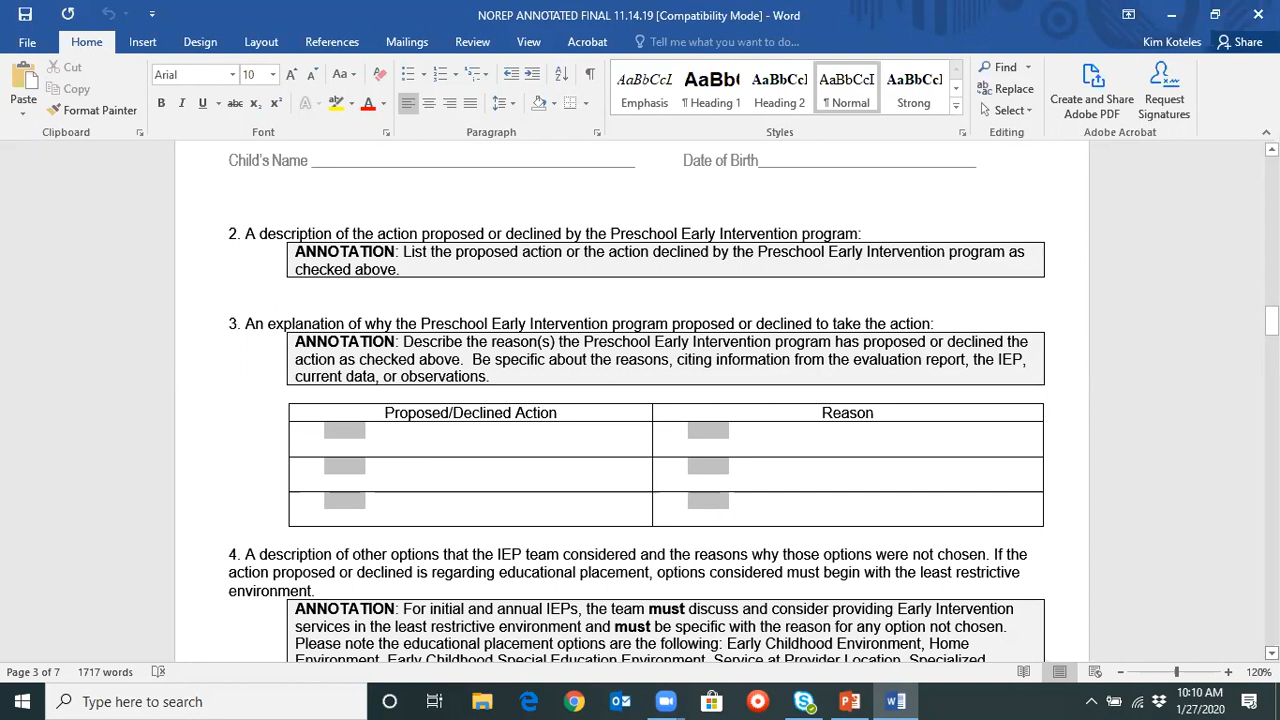 NOREP ANNOTATED FINAL 11.14.19 [Compatibility Mode] - Word
File Home Insert Design Layout References Mailings Review View Acrobat Tell me what you want to do... Kim Koteles Share
Cut
Copy
Format Painter
Paste
Arial 10
AaBbCcI AaBb( AaBbCcl AaBbCcI AaBbCcl
Emphasis ¶ Heading 1 Heading 2 ¶ Normal Strong
Find
Replace
Select
Create and Share Adobe PDF
Request Signatures
Clipboard Font Paragraph Styles Editing Adobe Acrobat
Child's Name Date of Birth
2. A description of the action proposed or declined by the Preschool Early Intervention program:
ANNOTATION: List the proposed action or the action declined by the Preschool Early Intervention program as
checked above.
3. An explanation of why the Preschool Early Intervention program proposed or declined to take the action:
ANNOTATION: Describe the reason(s) the Preschool Early Intervention program has proposed or declined the
action as checked above. Be specific about the reasons, citing information from the evaluation report, the IEP,
current data, or observations.
Proposed/Declined Action Reason
4. A description of other options that the IEP team considered and the reasons why those options were not chosen. If the
action proposed or declined is regarding educational placement, options considered must begin with the least restrictive
environment.
ANNOTATION: For initial and annual IEPs, the team must discuss and consider providing Early Intervention
services in the least restrictive environment and must be specific with the reason for any option not chosen.
Please note the educational placement options are the following: Early Childhood Environment, Home
Environment, Early Childhood Special Education Environment, Service at Provider Location, Specialized
Page 3 of 7 1717 words 120%
Type here to search
10:10 AM
1/27/2020